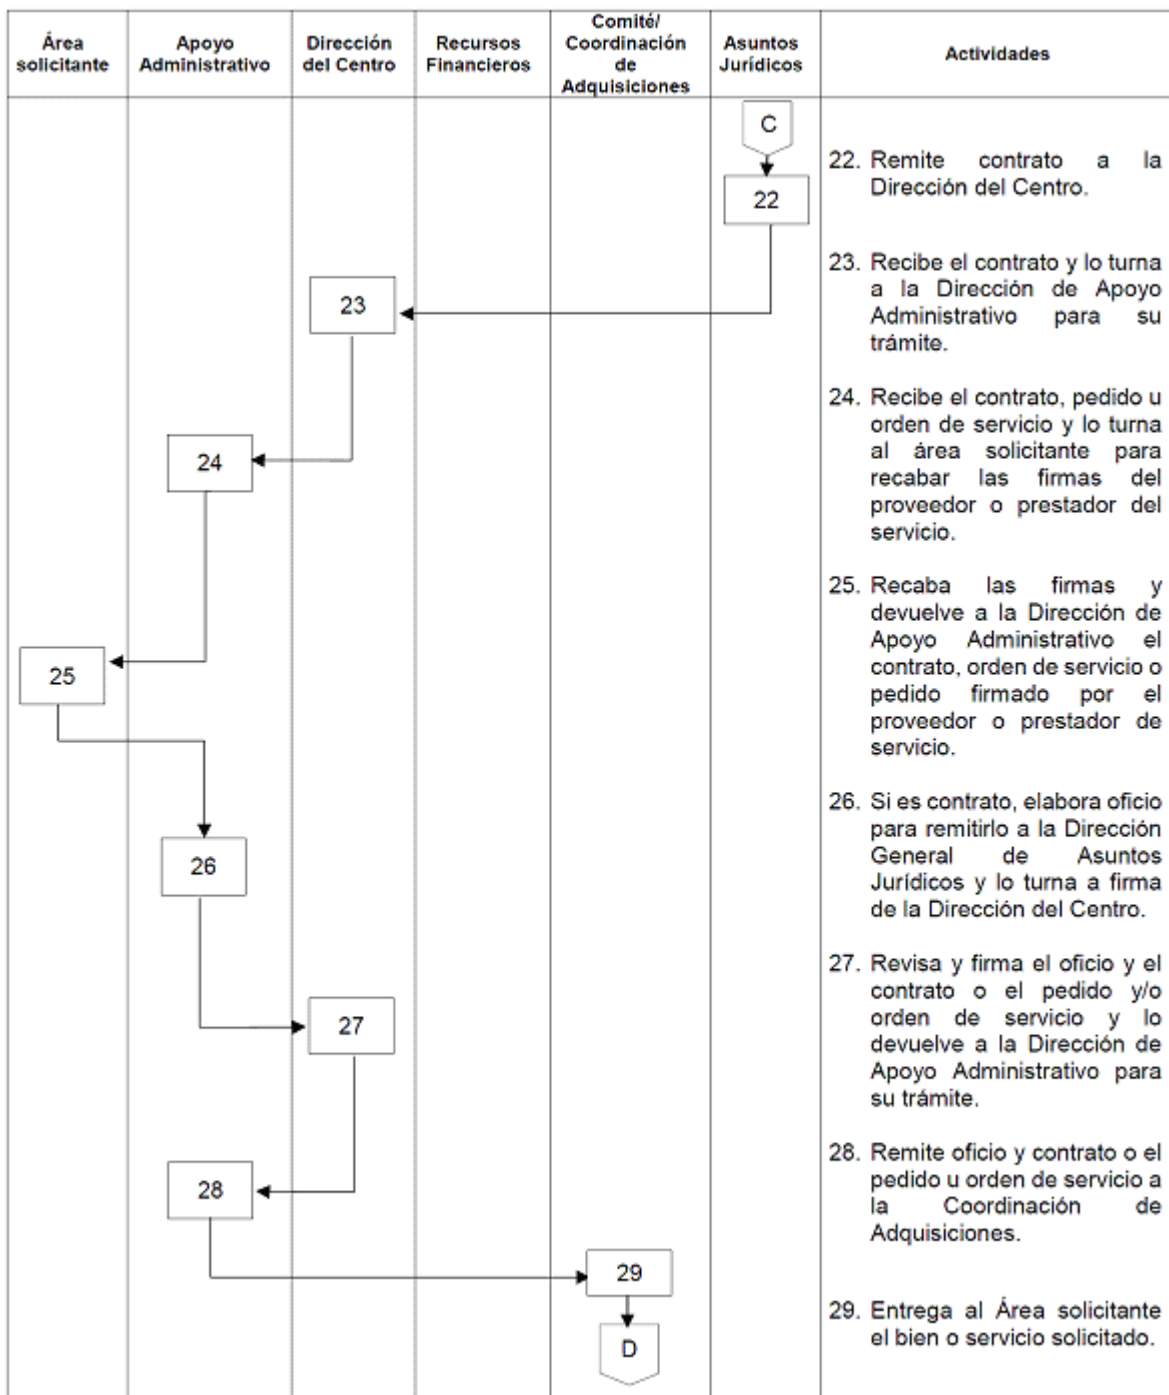 Área
solicitante
Apoyo
Administrativo
Dirección
del Centro
Recursos
Financieros
Comité/
Coordinación
de
Adquisiciones
Asuntos
Jurídicos
Actividades
C
22
23
24
25
26
27
28
29
D
22. Remite contrato a la
Dirección del Centro.
23. Recibe el contrato y lo turna
a la Dirección de Apoyo
Administrativo para su
trámite.
24. Recibe el contrato, pedido u
orden de servicio y lo turna
al área solicitante para
recabar las firmas del
proveedor o prestador del
servicio.
25. Recaba las firmas y
devuelve a la Dirección de
Apoyo Administrativo el
contrato, orden de servicio o
pedido firmado por el
proveedor o prestador de
servicio.
26. Si es contrato, elabora oficio
para remitirlo a la Dirección
General de Asuntos
Jurídicos y lo turna a firma
de la Dirección del Centro.
27. Revisa y firma el oficio y el
contrato o el pedido y/o
orden de servicio y lo
devuelve a la Dirección de
Apoyo Administrativo para
su trámite.
28. Remite oficio y contrato o el
pedido u orden de servicio a
la Coordinación de
Adquisiciones.
29. Entrega al Área solicitante
el bien o servicio solicitado.